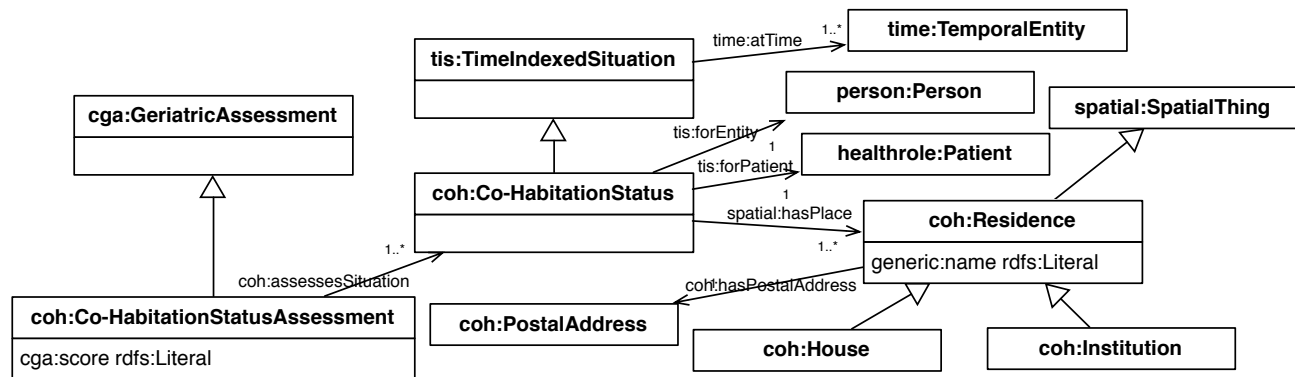 time:TemporalEntity
1..*
time:atTime
tis:TimeIndexedSituation
person:Person
cga:GeriatricAssessment
spatial:SpatialThing
tis:forEntity
1
healthrole:Patient
tis:forPatient
coh:Co-HabitationStatus
1
spatial:hasPlace
coh:Residence
1..*
1..*
generic:name rdfs:Literal
coh:assessesSituation
coh:hasPostalAddress
coh:Co-HabitationStatusAssessment
coh:PostalAddress
coh:House
coh:Institution
cga:score rdfs:Literal